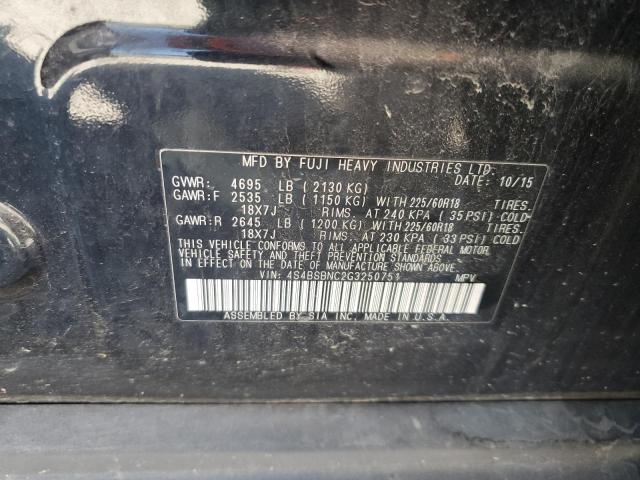 MFD BY FUJI HEAVY INDUSTRIES LTD.
DATE: 10/15
GVWR: 4695 LB ( 2130 KG)
GAWR:F 2535 LB ( 1150 KG) WITH 225/60R18 TIRES.
18X7J RIMS. AT 240 KPA ( 35 PSI) COLD-
GAWR:R 2645 LB ( 1200 KG) WITH 225/60R18 TIRES.
18X7J RIMS. AT 230 KPA ( 33 PSI) COLD-
THIS VEHICLE CONFORMS TO ALL APPLICABLE FEDERAL MOTOR
VEHICLE SAFETY AND THEFT PREVENTION STANDARDS IN EFFECT
ON THE DATE OF MANUFACTURE SHOWN ABOVE.
VIN: 4S4BSBNC2G3250751 MPV
ASSEMBLED BY SIA INC. MADE IN U.S.A.